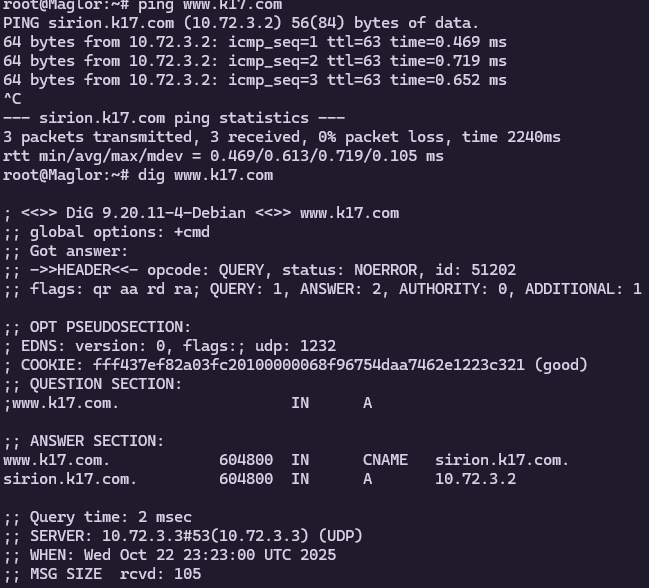 root@Maglor:~# ping www.k17.com
PING sirion.k17.com (10.72.3.2) 56(84) bytes of data.
64 bytes from 10.72.3.2: icmp_seq=1 ttl=63 time=0.469 ms
64 bytes from 10.72.3.2: icmp_seq=2 ttl=63 time=0.719 ms
64 bytes from 10.72.3.2: icmp_seq=3 ttl=63 time=0.652 ms
^C
--- sirion.k17.com ping statistics ---
3 packets transmitted, 3 received, 0% packet loss, time 2240ms
rtt min/avg/max/mdev = 0.469/0.613/0.719/0.105 ms
root@Maglor:~# dig www.k17.com

; <<>> DiG 9.20.11-4-Debian <<>> www.k17.com
;; global options: +cmd
;; Got answer:
;; ->>HEADER<<- opcode: QUERY, status: NOERROR, id: 51202
;; flags: qr aa rd ra; QUERY: 1, ANSWER: 2, AUTHORITY: 0, ADDITIONAL: 1

;; OPT PSEUDOSECTION:
; EDNS: version: 0, flags:; udp: 1232
; COOKIE: fff437ef82a03fc20100000068f96754daa7462e1223c321 (good)
;; QUESTION SECTION:
;www.k17.com. IN A

;; ANSWER SECTION:
www.k17.com. 604800 IN CNAME sirion.k17.com.
sirion.k17.com. 604800 IN A 10.72.3.2

;; Query time: 2 msec
;; SERVER: 10.72.3.3#53(10.72.3.3) (UDP)
;; WHEN: Wed Oct 22 23:23:00 UTC 2025
;; MSG SIZE rcvd: 105